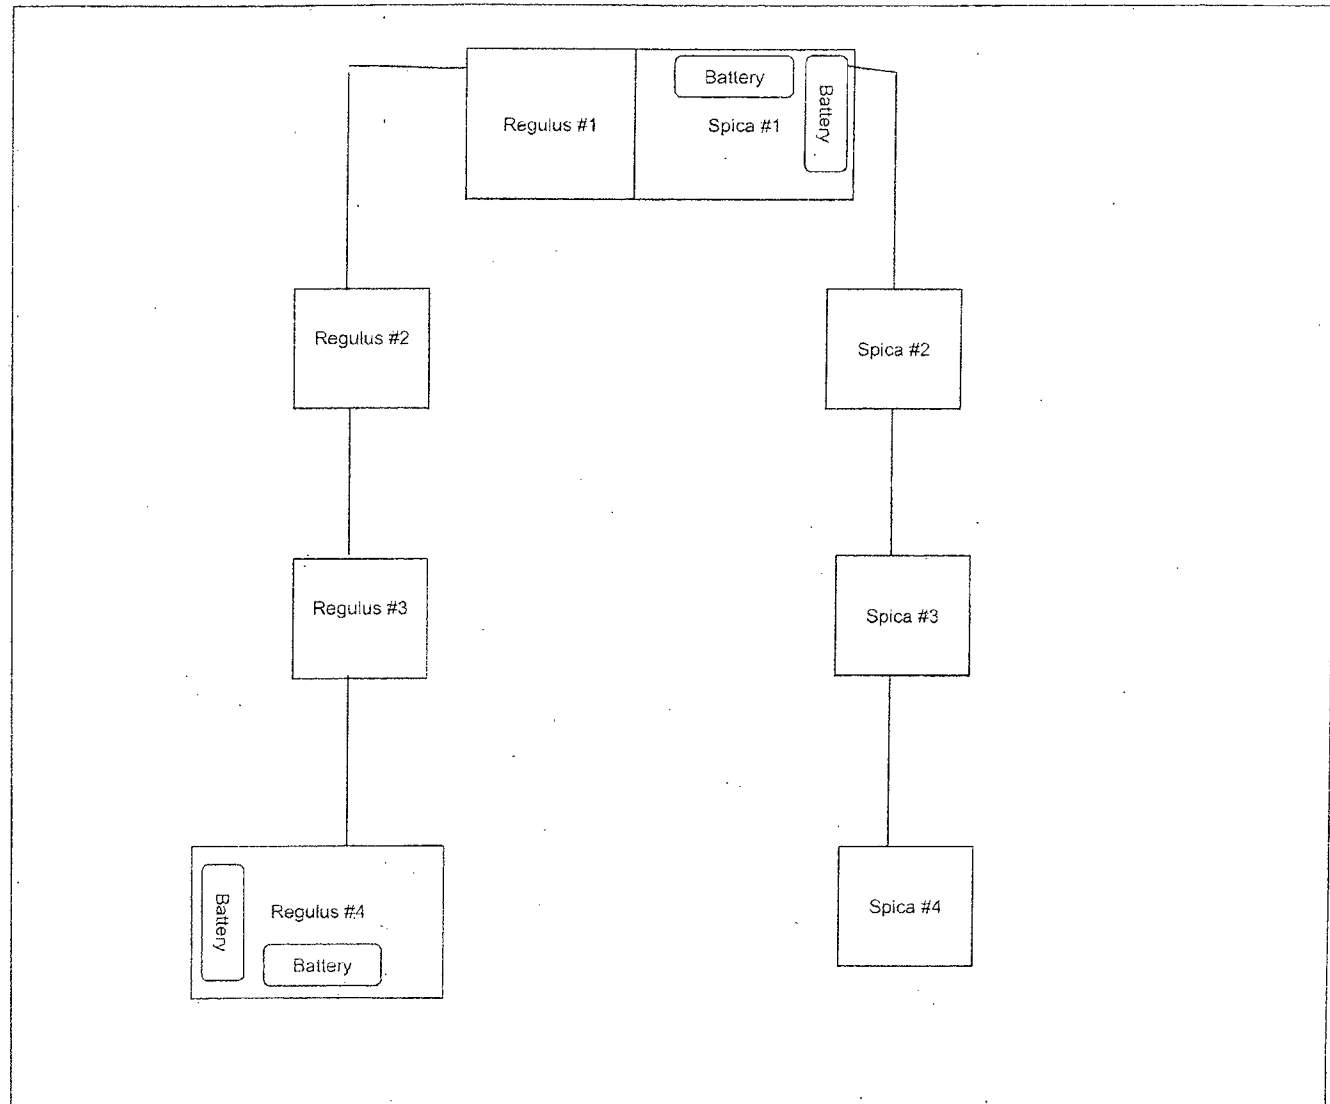 Battery
Battery
Regulus #1
Spica #1
Regulus #2
Spica #2
Regulus #3
Spica #3
Battery
Regulus #4
Spica #4
Battery